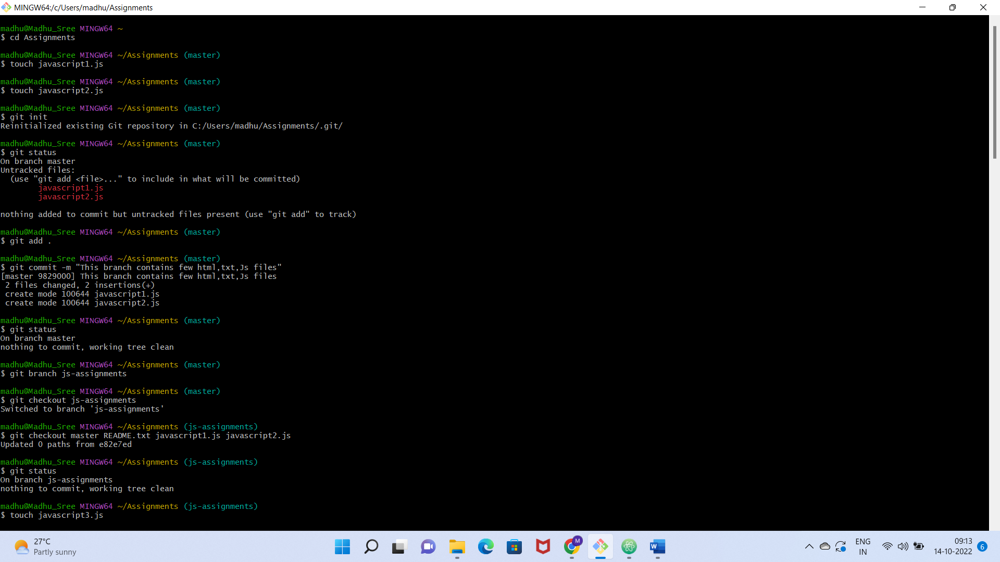 MINGW64:/c/Users/madhu/Assignments
madhu@Madhu_Sree MINGW64 ~
$ cd Assignments
madhu@Madhu_Sree MINGW64 ~/Assignments (master)
$ touch javascript1.js
madhu@Madhu_Sree MINGW64 ~/Assignments (master)
$ touch javascript2.js
madhu@Madhu_Sree MINGW64 ~/Assignments (master)
$ git init
Reinitialized existing Git repository in C:/Users/madhu/Assignments/.git/
madhu@Madhu_Sree MINGW64 ~/Assignments (master)
$ git status
On branch master
Untracked files:
  (use "git add <file>..." to include in what will be committed)
        javascript1.js
        javascript2.js
nothing added to commit but untracked files present (use "git add" to track)
madhu@Madhu_Sree MINGW64 ~/Assignments (master)
$ git add .
madhu@Madhu_Sree MINGW64 ~/Assignments (master)
$ git commit -m "This branch contains few html,txt,Js files"
[master 9829000] This branch contains few html,txt,Js files
 2 files changed, 2 insertions(+)
 create mode 100644 javascript1.js
 create mode 100644 javascript2.js
madhu@Madhu_Sree MINGW64 ~/Assignments (master)
$ git status
On branch master
nothing to commit, working tree clean
madhu@Madhu_Sree MINGW64 ~/Assignments (master)
$ git branch js-assignments
madhu@Madhu_Sree MINGW64 ~/Assignments (master)
$ git checkout js-assignments
Switched to branch 'js-assignments'
madhu@Madhu_Sree MINGW64 ~/Assignments (js-assignments)
$ git checkout master README.txt javascript1.js javascript2.js
Updated 0 paths from e82e7ed
madhu@Madhu_Sree MINGW64 ~/Assignments (js-assignments)
$ git status
On branch js-assignments
nothing to commit, working tree clean
madhu@Madhu_Sree MINGW64 ~/Assignments (js-assignments)
$ touch javascript3.js
27°C
Partly sunny
M
W
ENG
IN
09:13
14-10-2022
6